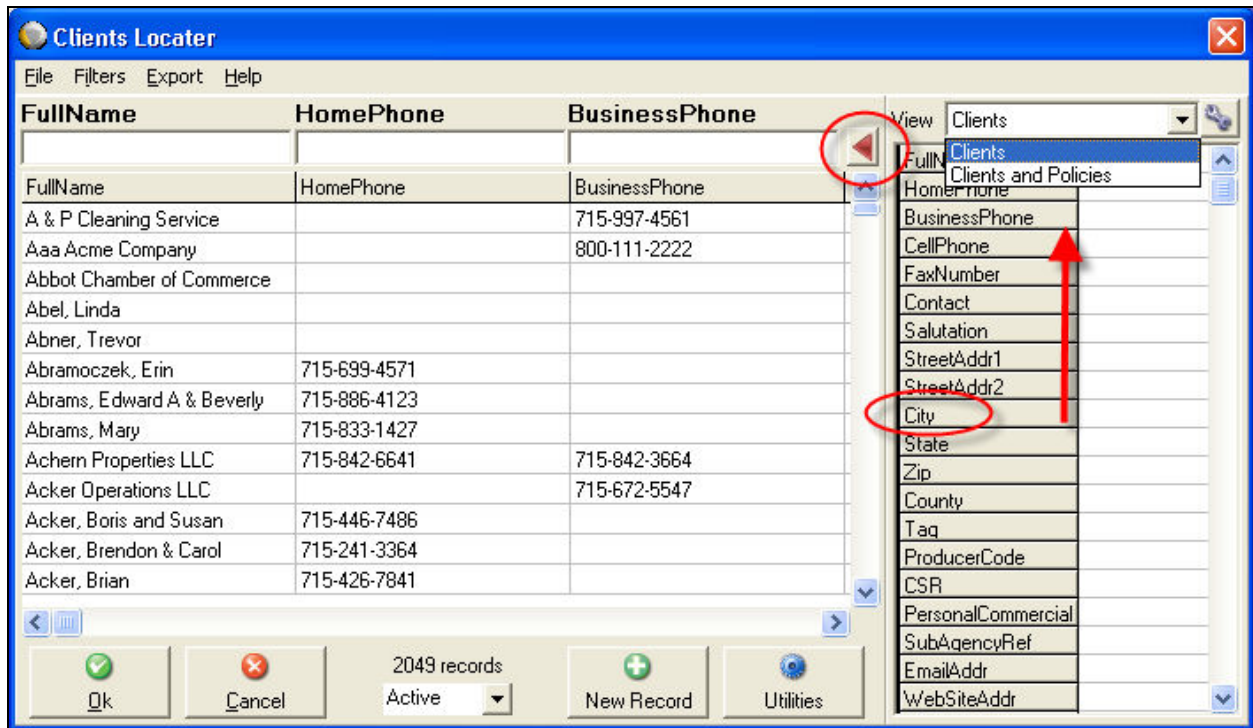 Clients Locater
File Filters Export Help
FullName HomePhone BusinessPhone
View Clients
Clients
Clients and Policies
FullName HomePhone BusinessPhone
A & P Cleaning Service 715-997-4561
Aaa Acme Company 800-111-2222
Abbot Chamber of Commerce
Abel, Linda
Abner, Trevor
Abramoczek, Erin 715-699-4571
Abrams, Edward A & Beverly 715-886-4123
Abrams, Mary 715-833-1427
Achern Properties LLC 715-842-6641 715-842-3664
Acker Operations LLC 715-672-5547
Acker, Boris and Susan 715-446-7486
Acker, Brendon & Carol 715-241-3364
Acker, Brian 715-426-7841
FullN
HomePhone
BusinessPhone
CellPhone
FaxNumber
Contact
Salutation
StreetAddr1
StreetAddr2
City
State
Zip
County
Tag
ProducerCode
CSR
PersonalCommercial
SubAgencyRef
EmailAddr
WebSiteAddr
2049 records
Active
Ok Cancel New Record Utilities